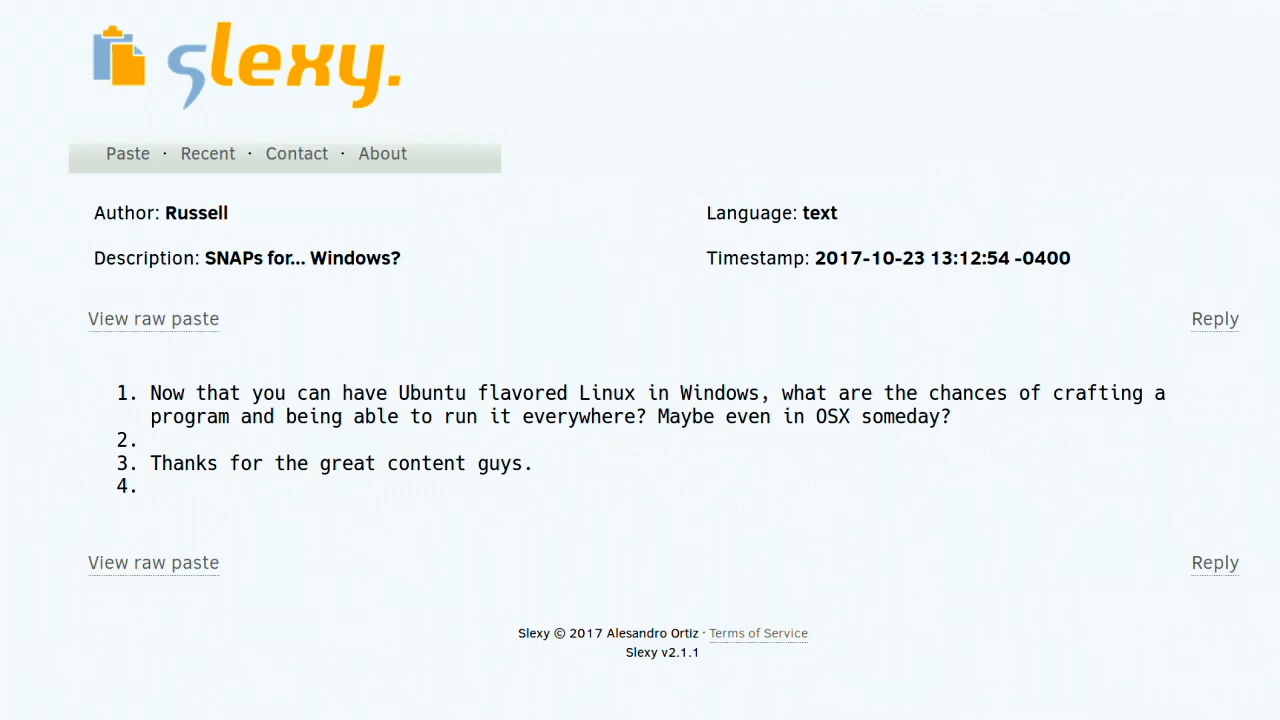 slexy.
Paste · Recent · Contact · About
Author: Russell
Language: text
Description: SNAPs for... Windows?
Timestamp: 2017-10-23 13:12:54 -0400
View raw paste
Reply
1. Now that you can have Ubuntu flavored Linux in Windows, what are the chances of crafting a
program and being able to run it everywhere? Maybe even in OSX someday?
2.
3. Thanks for the great content guys.
4.
View raw paste
Reply
Slexy © 2017 Alesandro Ortiz · Terms of Service
Slexy v2.1.1